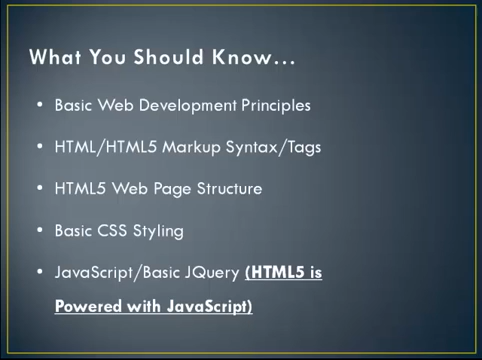 What You Should Know...
• Basic Web Development Principles
• HTML/HTML5 Markup Syntax/Tags
• HTML5 Web Page Structure
• Basic CSS Styling
• JavaScript/Basic JQuery (HTML5 is
Powered with JavaScript)